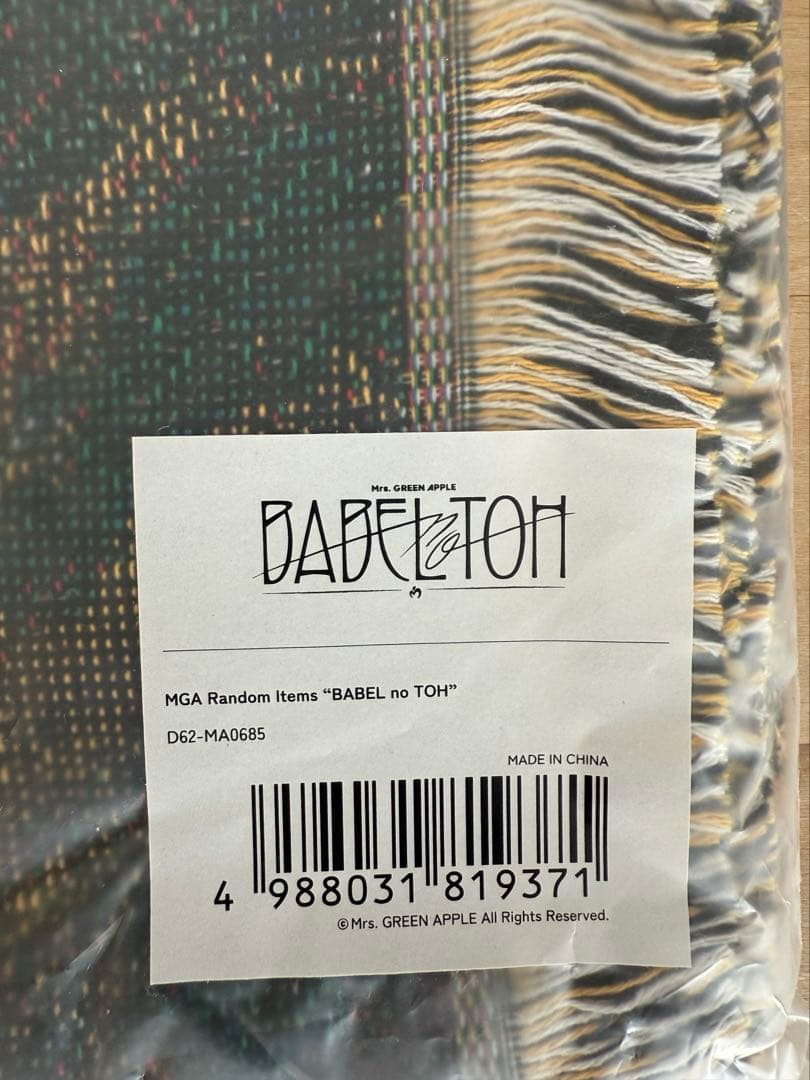 Mrs. GREEN APPLE
BABEL no TOH
MGA Random Items “BABEL no TOH”
D62-MA0685
MADE IN CHINA
4 988031 819371
©Mrs. GREEN APPLE All Rights Reserved.